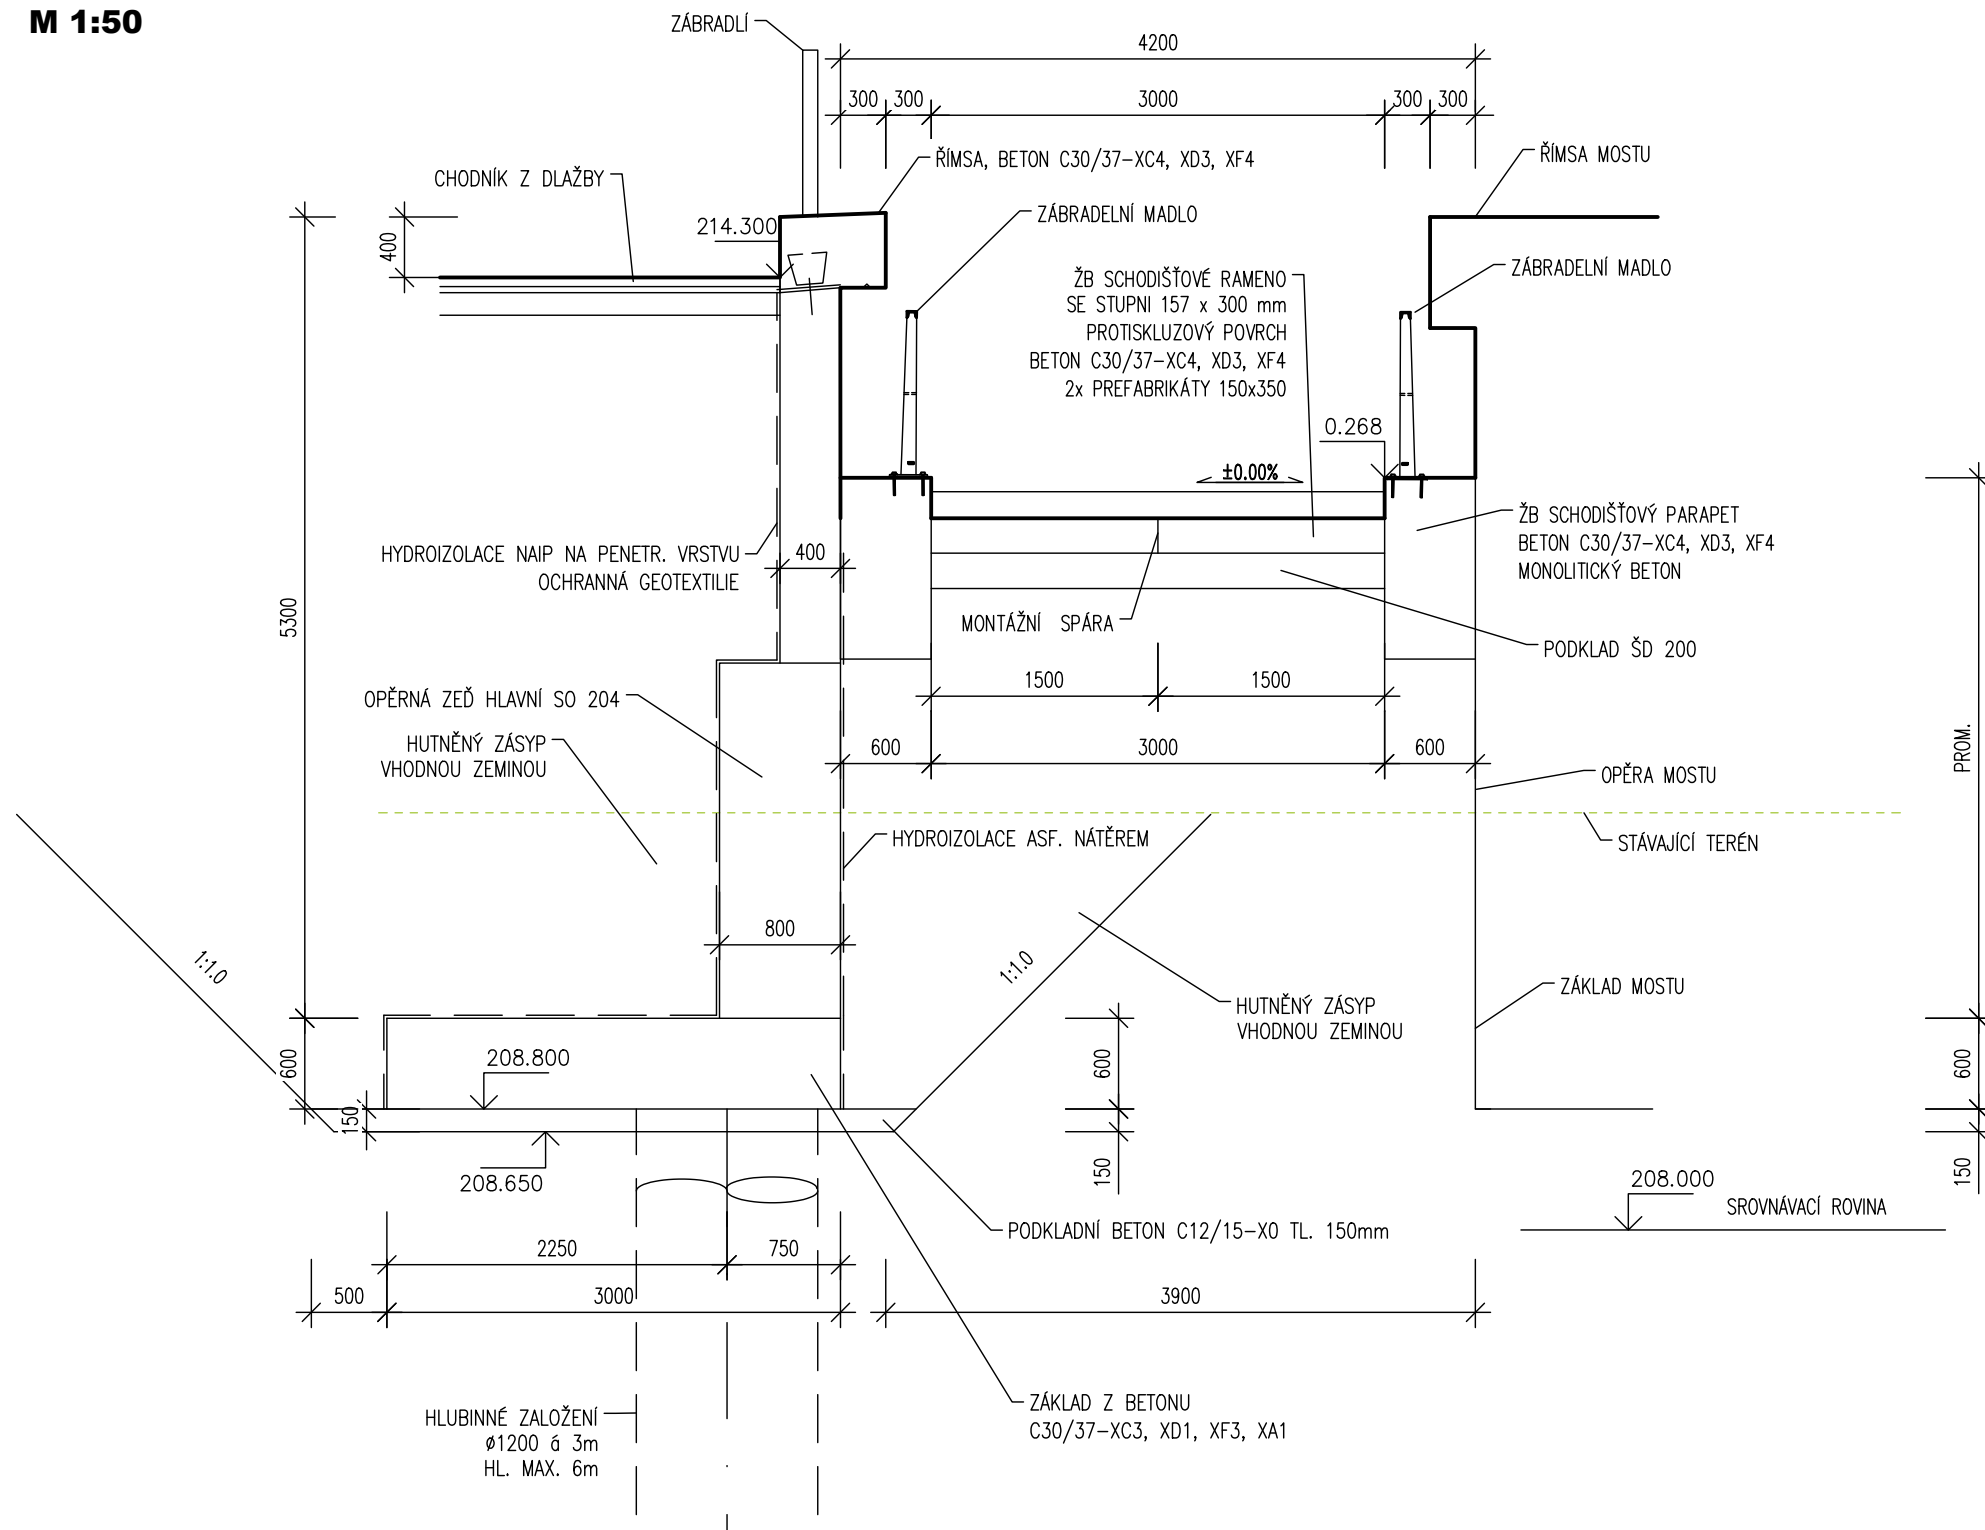 M 1:50
ZÁBRADLÍ
4200
300
300
3000
300
300
ŘÍMSA, BETON C30/37-XC4, XD3, XF4
ŘÍMSA MOSTU
CHODNÍK Z DLAŽBY
ZÁBRADELNÍ MADLO
214.300
400
ZÁBRADELNÍ MADLO
ŽB SCHODIŠŤOVÉ RAMENO
SE STUPNI 157 x 300 mm
PROTISKLUZOVÝ POVRCH
BETON C30/37-XC4, XD3, XF4
2x PREFABRIKÁTY 150x350
0.268
±0.00%
ŽB SCHODIŠŤOVÝ PARAPET
BETON C30/37-XC4, XD3, XF4
MONOLITICKÝ BETON
HYDROIZOLACE NAIP NA PENETR. VRSTVU
OCHRANNÁ GEOTEXTILIE
400
5300
MONTÁŽNÍ SPÁRA
PODKLAD ŠD 200
1500
1500
OPĚRNÁ ZEĎ HLAVNÍ SO 204
HUTNĚNÝ ZÁSYP
VHODNOU ZEMINOU
600
3000
600
PROM.
OPĚRA MOSTU
HYDROIZOLACE ASF. NÁTĚREM
STÁVAJÍCÍ TERÉN
800
1:1.0
1:1.0
ZÁKLAD MOSTU
HUTNĚNÝ ZÁSYP
VHODNOU ZEMINOU
600
208.800
600
600
150
208.650
150
150
208.000
SROVNÁVACÍ ROVINA
PODKLADNÍ BETON C12/15-X0 TL. 150mm
2250
750
500
3000
3900
ZÁKLAD Z BETONU
C30/37-XC3, XD1, XF3, XA1
HLUBINNÉ ZALOŽENÍ
ø1200 á 3m
HL. MAX. 6m